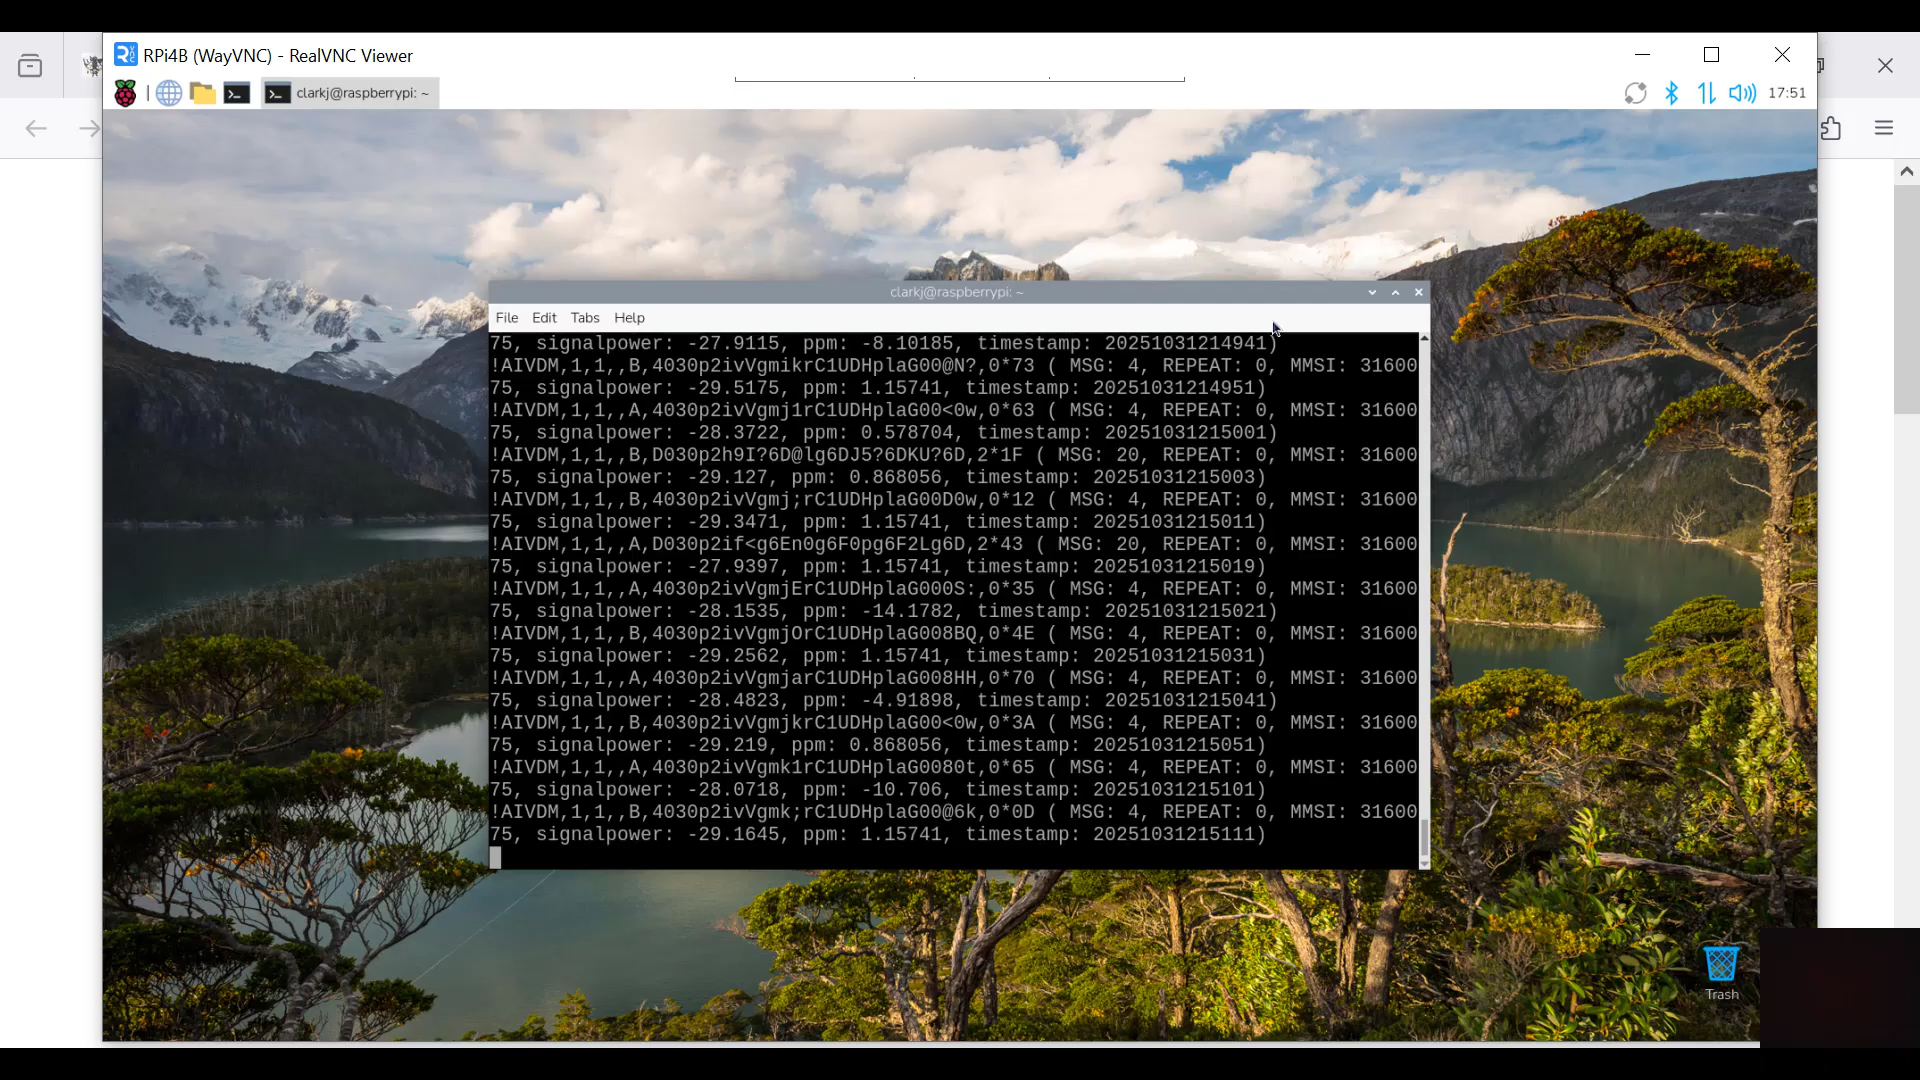 RPi4B (WayVNC) - RealVNC Viewer
clarkj@raspberrypi: ~
17:51
clarkj@raspberrypi: ~
File Edit Tabs Help
75, signalpower: -27.9115, ppm: -8.10185, timestamp: 20251031214941)
!AIVDM,1,1,,B,4030p2ivVgmikrC1UDHplaG00@N?,0*73 ( MSG: 4, REPEAT: 0, MMSI: 31600
75, signalpower: -29.5175, ppm: 1.15741, timestamp: 20251031214951)
!AIVDM,1,1,,A,4030p2ivVgmj1rC1UDHplaG00<0w,0*63 ( MSG: 4, REPEAT: 0, MMSI: 31600
75, signalpower: -28.3722, ppm: 0.578704, timestamp: 20251031215001)
!AIVDM,1,1,,B,D030p2h9I?6D@lg6DJ5?6DKU?6D,2*1F ( MSG: 20, REPEAT: 0, MMSI: 31600
75, signalpower: -29.127, ppm: 0.868056, timestamp: 20251031215003)
!AIVDM,1,1,,B,4030p2ivVgmj;rC1UDHplaG00D0w,0*12 ( MSG: 4, REPEAT: 0, MMSI: 31600
75, signalpower: -29.3471, ppm: 1.15741, timestamp: 20251031215011)
!AIVDM,1,1,,A,D030p2if<g6En0g6F0pg6F2Lg6D,2*43 ( MSG: 20, REPEAT: 0, MMSI: 31600
75, signalpower: -27.9397, ppm: 1.15741, timestamp: 20251031215019)
!AIVDM,1,1,,A,4030p2ivVgmjErC1UDHplaG000S:,0*35 ( MSG: 4, REPEAT: 0, MMSI: 31600
75, signalpower: -28.1535, ppm: -14.1782, timestamp: 20251031215021)
!AIVDM,1,1,,B,4030p2ivVgmjOrC1UDHplaG008BQ,0*4E ( MSG: 4, REPEAT: 0, MMSI: 31600
75, signalpower: -29.2562, ppm: 1.15741, timestamp: 20251031215031)
!AIVDM,1,1,,A,4030p2ivVgmjarC1UDHplaG008HH,0*70 ( MSG: 4, REPEAT: 0, MMSI: 31600
75, signalpower: -28.4823, ppm: -4.91898, timestamp: 20251031215041)
!AIVDM,1,1,,B,4030p2ivVgmjkrC1UDHplaG00<0w,0*3A ( MSG: 4, REPEAT: 0, MMSI: 31600
75, signalpower: -29.219, ppm: 0.868056, timestamp: 20251031215051)
!AIVDM,1,1,,A,4030p2ivVgmk1rC1UDHplaG0080t,0*65 ( MSG: 4, REPEAT: 0, MMSI: 31600
75, signalpower: -28.0718, ppm: -10.706, timestamp: 20251031215101)
!AIVDM,1,1,,B,4030p2ivVgmk;rC1UDHplaG00@6k,0*0D ( MSG: 4, REPEAT: 0, MMSI: 31600
75, signalpower: -29.1645, ppm: 1.15741, timestamp: 20251031215111)
Trash